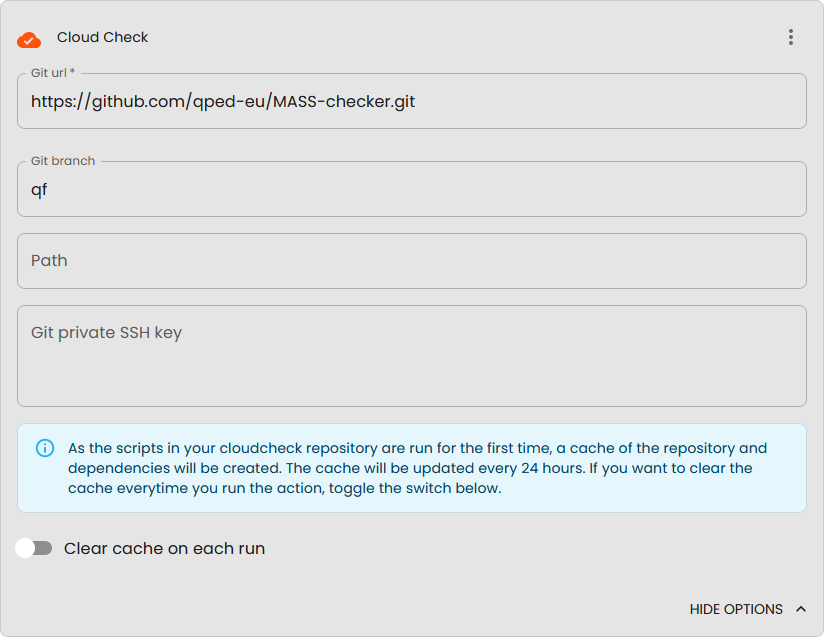 Cloud Check
Git url *
https://github.com/qped-eu/MASS-checker.git
Git branch
qf
Path
Git private SSH key
As the scripts in your cloudcheck repository are run for the first time, a cache of the repository and
dependencies will be created. The cache will be updated every 24 hours. If you want to clear the
cache everytime you run the action, toggle the switch below.
Clear cache on each run
HIDE OPTIONS